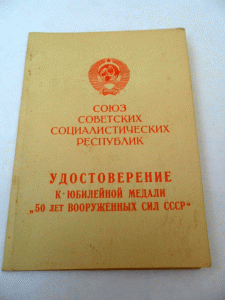 СОЮЗ
СОВЕТСКИХ
СОЦИАЛИСТИЧЕСКИХ
РЕСПУБЛИК
УДОСТОВЕРЕНИЕ
К ЮБИЛЕЙНОЙ МЕДАЛИ
„50 ЛЕТ ВООРУЖЕННЫХ СИЛ СССР“